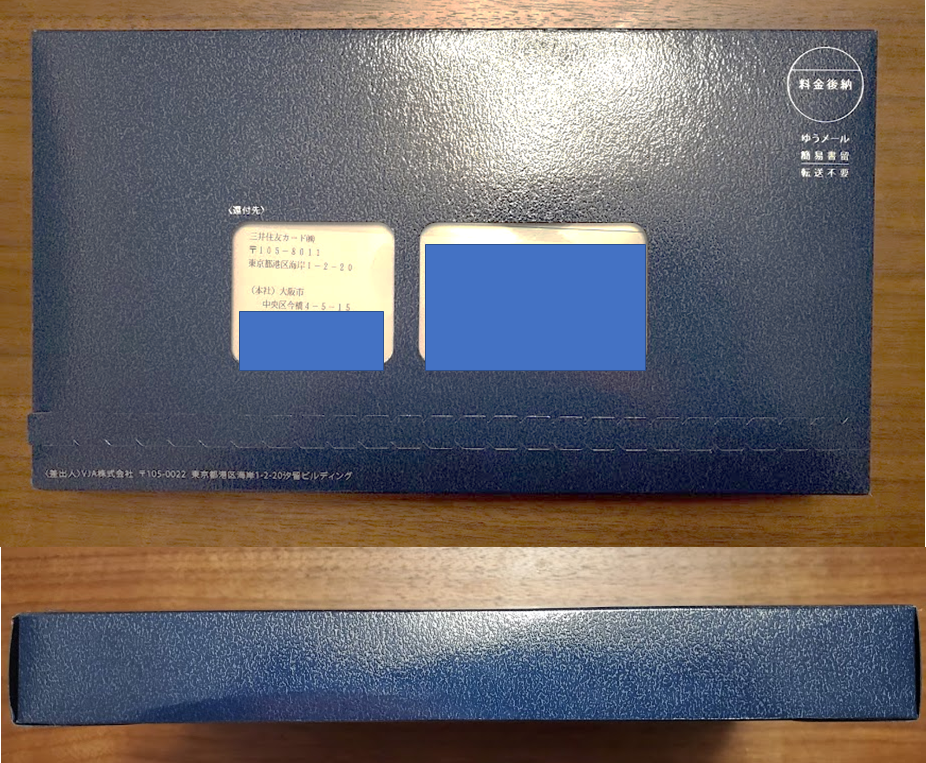 料金後納
ゆうメール
簡易書留
転送不要
〈還付先〉
三井住友カード㈱
〒105-8011
東京都港区海岸1-2-20
（本社）大阪市
中央区今橋4-5-15
〈差出人〉VJA株式会社 〒105-0022 東京都港区海岸1-2-20汐留ビルディング